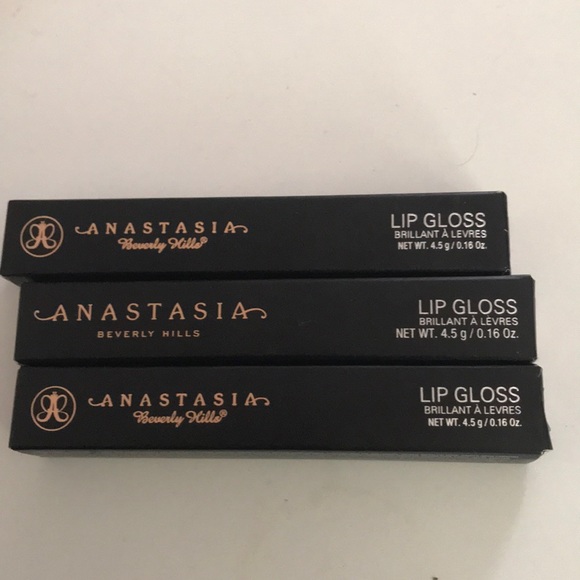 ANASTASIA
Beverly Hills®
LIP GLOSS
BRILLANT À LEVRES
NET WT. 4.5 g / 0.16 Oz.
ANASTASIA
BEVERLY HILLS
LIP GLOSS
BRILLANT À LÈVRES
NET WT. 4.5 g / 0.16 Oz.
ANASTASIA
Beverly Hills®
LIP GLOSS
BRILLANT À LEVRES
NET WT. 4.5 g / 0.16 Oz.